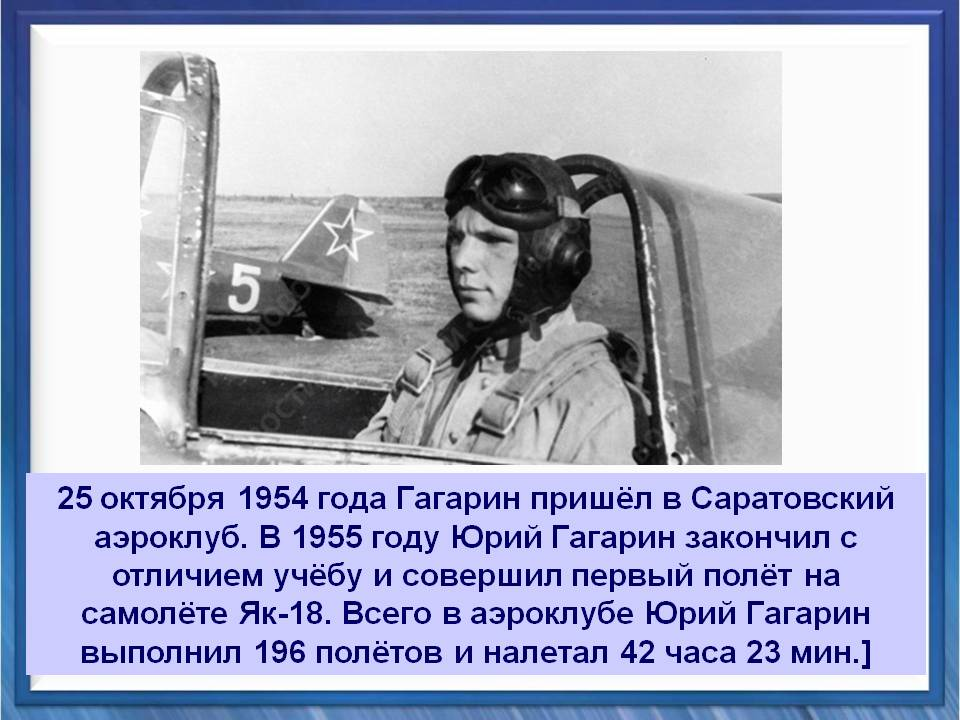 5
25 октября 1954 года Гагарин пришёл в Саратовский
аэроклуб. В 1955 году Юрий Гагарин закончил с
отличием учёбу и совершил первый полёт на
самолёте Як-18. Всего в аэроклубе Юрий Гагарин
выполнил 196 полётов и налетал 42 часа 23 мин.]